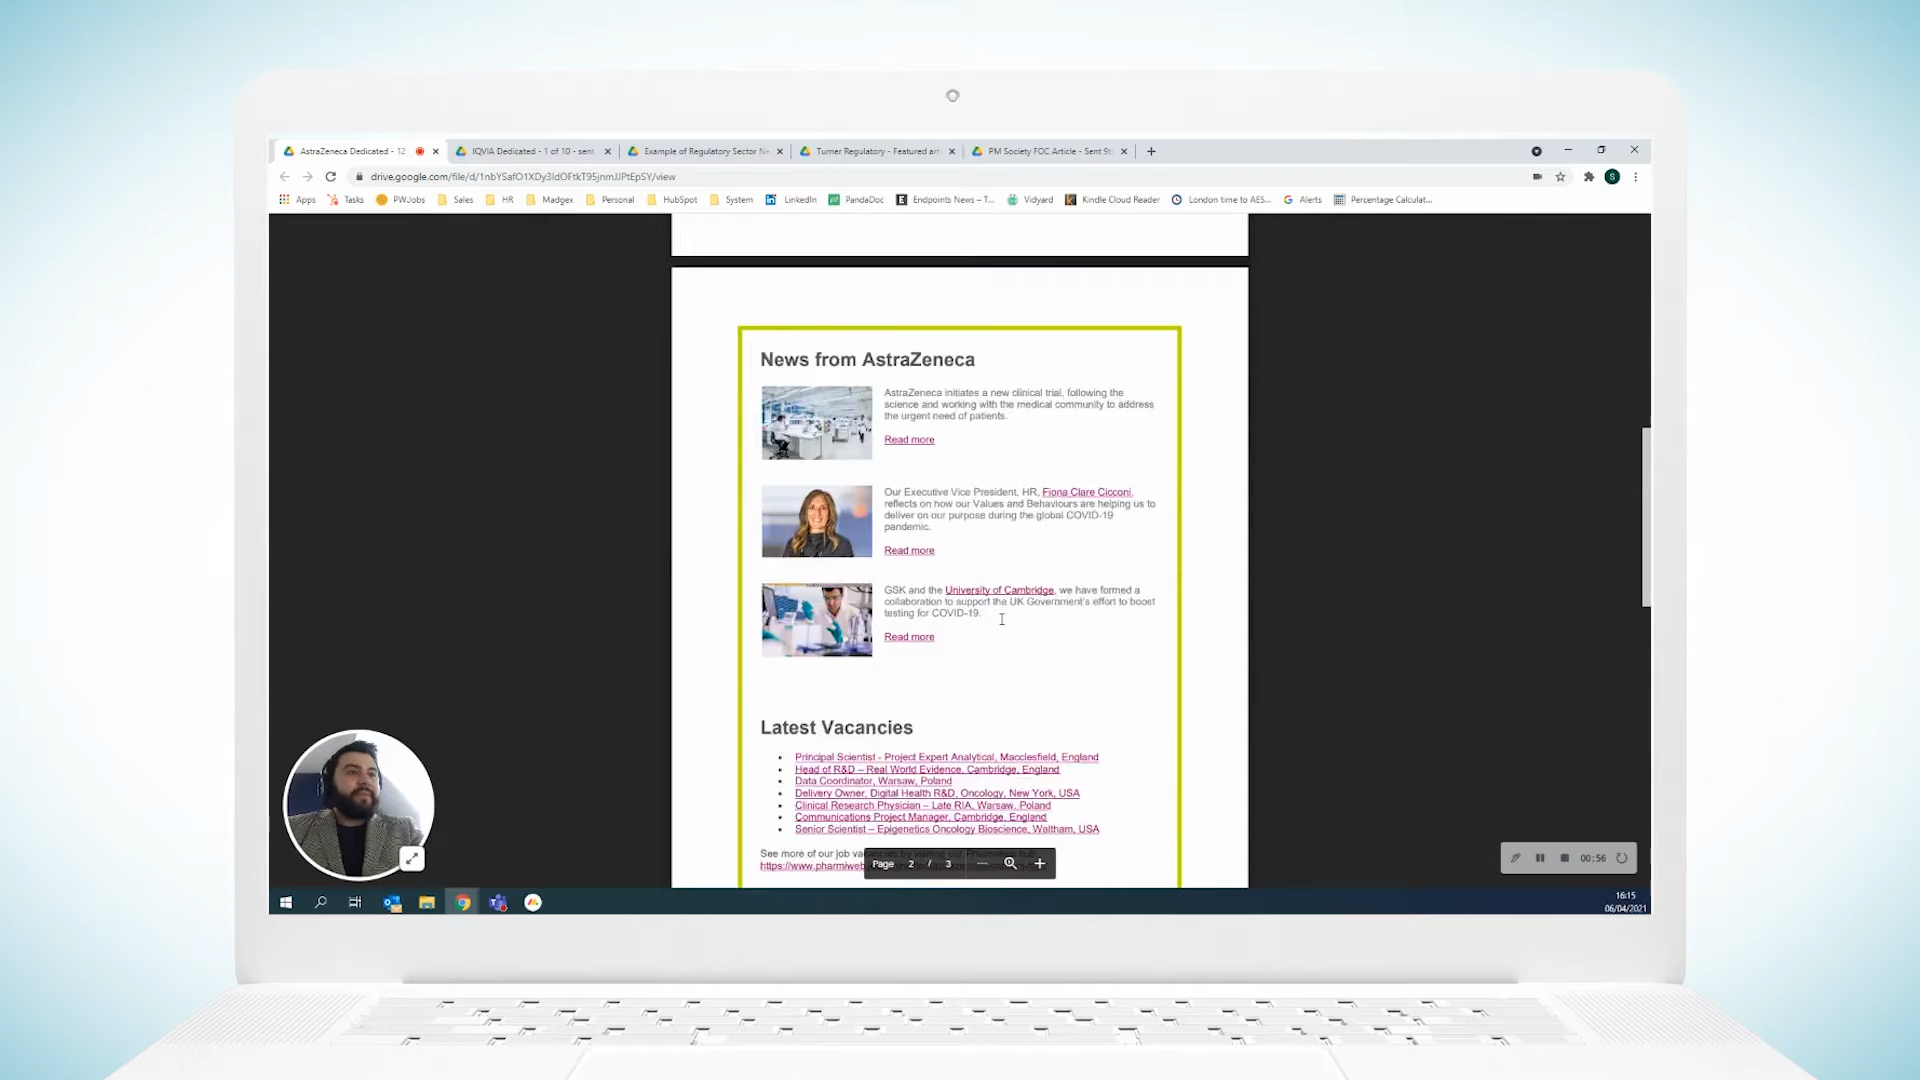 AstraZeneca Dedicated - 12
IQVIA Dedicated - 1 of 10 - sent
Example of Regulatory Sector Ne
Turner Regulatory - Featured art
PM Society FOC Article - Sent 9t
drive.google.com/file/d/1nbYSafO1XDy3ldOFtkT95jnmJJPtEpSY/view
S
Apps
Tasks
PWJobs
Sales
HR
Madgex
Personal
HubSpot
System
LinkedIn
PandaDoc
Endpoints News – T...
Vidyard
Kindle Cloud Reader
London time to AES...
Alerts
Percentage Calculat...
News from AstraZeneca
AstraZeneca initiates a new clinical trial, following the
science and working with the medical community to address
the urgent need of patients.
Read more
Our Executive Vice President, HR, Fiona Clare Cicconi,
reflects on how our Values and Behaviours are helping us to
deliver on our purpose during the global COVID-19
pandemic.
Read more
GSK and the University of Cambridge, we have formed a
collaboration to support the UK Government's effort to boost
testing for COVID-19.
Read more
Latest Vacancies
Principal Scientist - Project Expert Analytical, Macclesfield, England
Head of R&D – Real World Evidence, Cambridge, England
Data Coordinator, Warsaw, Poland
Delivery Owner, Digital Health R&D, Oncology, New York, USA
Clinical Research Physician – Late RIA, Warsaw, Poland
Communications Project Manager, Cambridge, England
Senior Scientist – Epigenetics Oncology Bioscience, Waltham, USA
See more of our job
https://www.pharmiweb
Page 2 / 3
00:56
16:15
06/04/2021